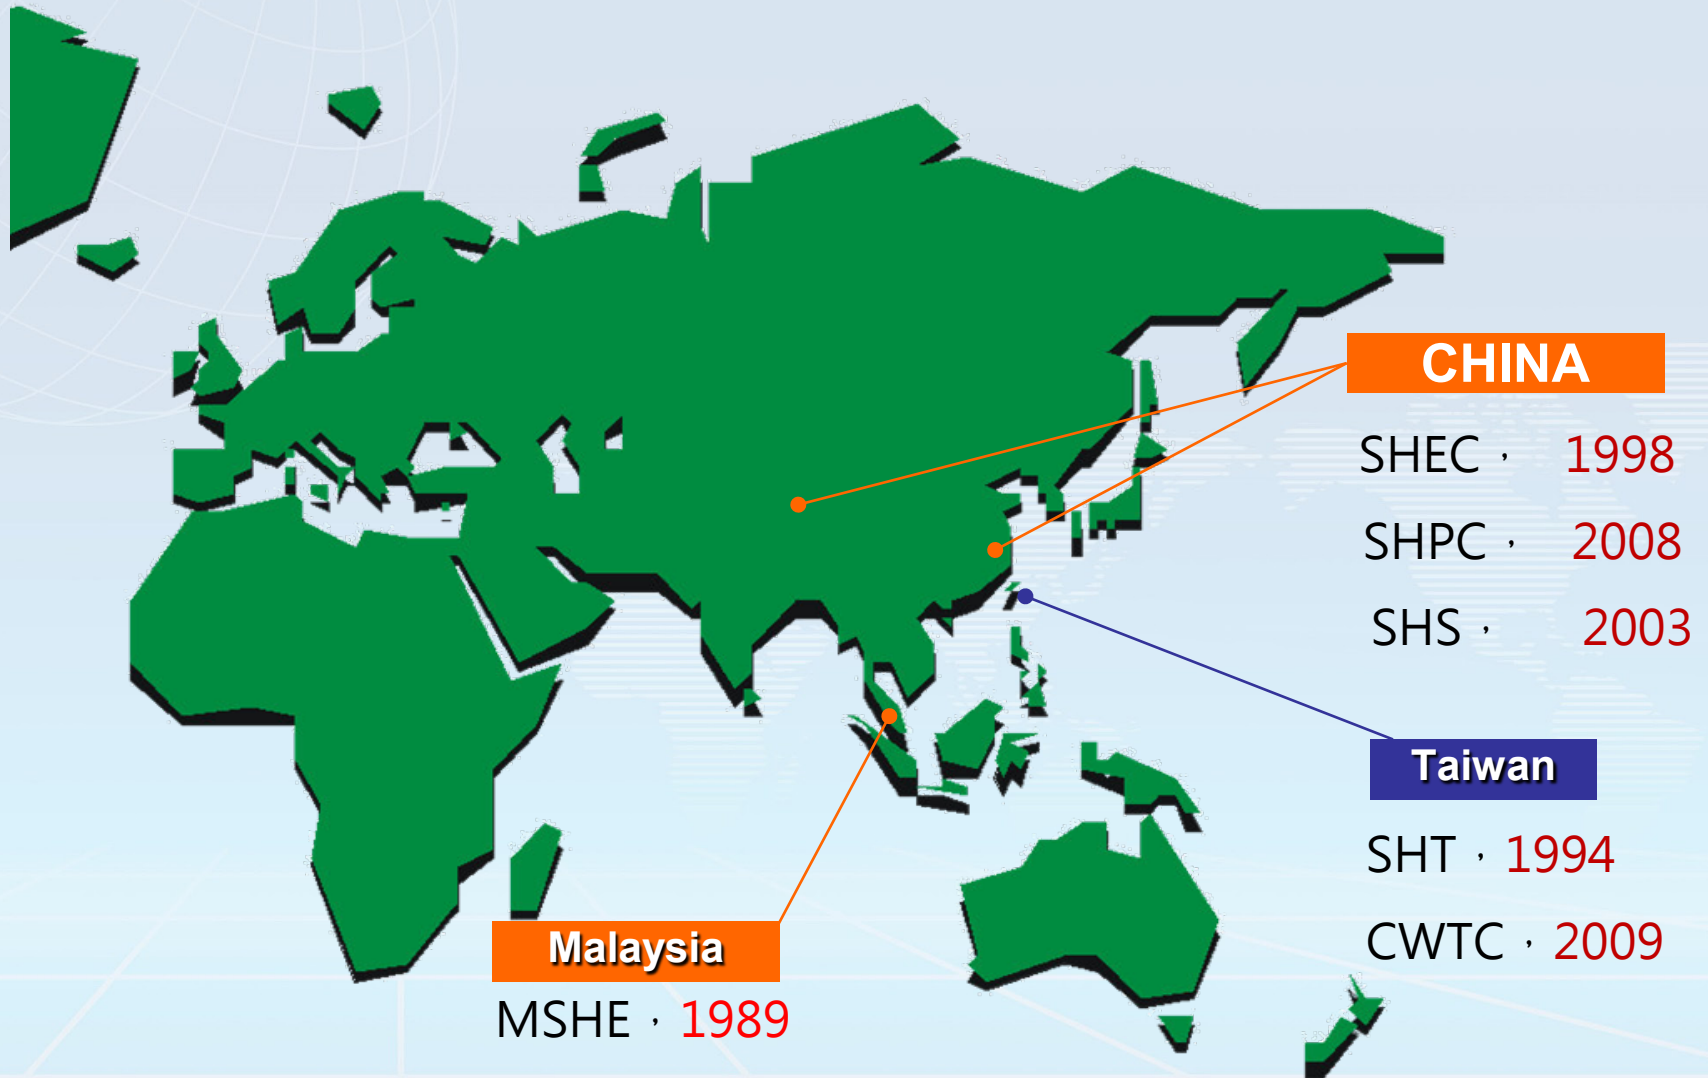 CHINA
SHEC， 1998
SHPC， 2008
SHS， 2003
Taiwan
SHT，1994
CWTC，2009
Malaysia
MSHE，1989